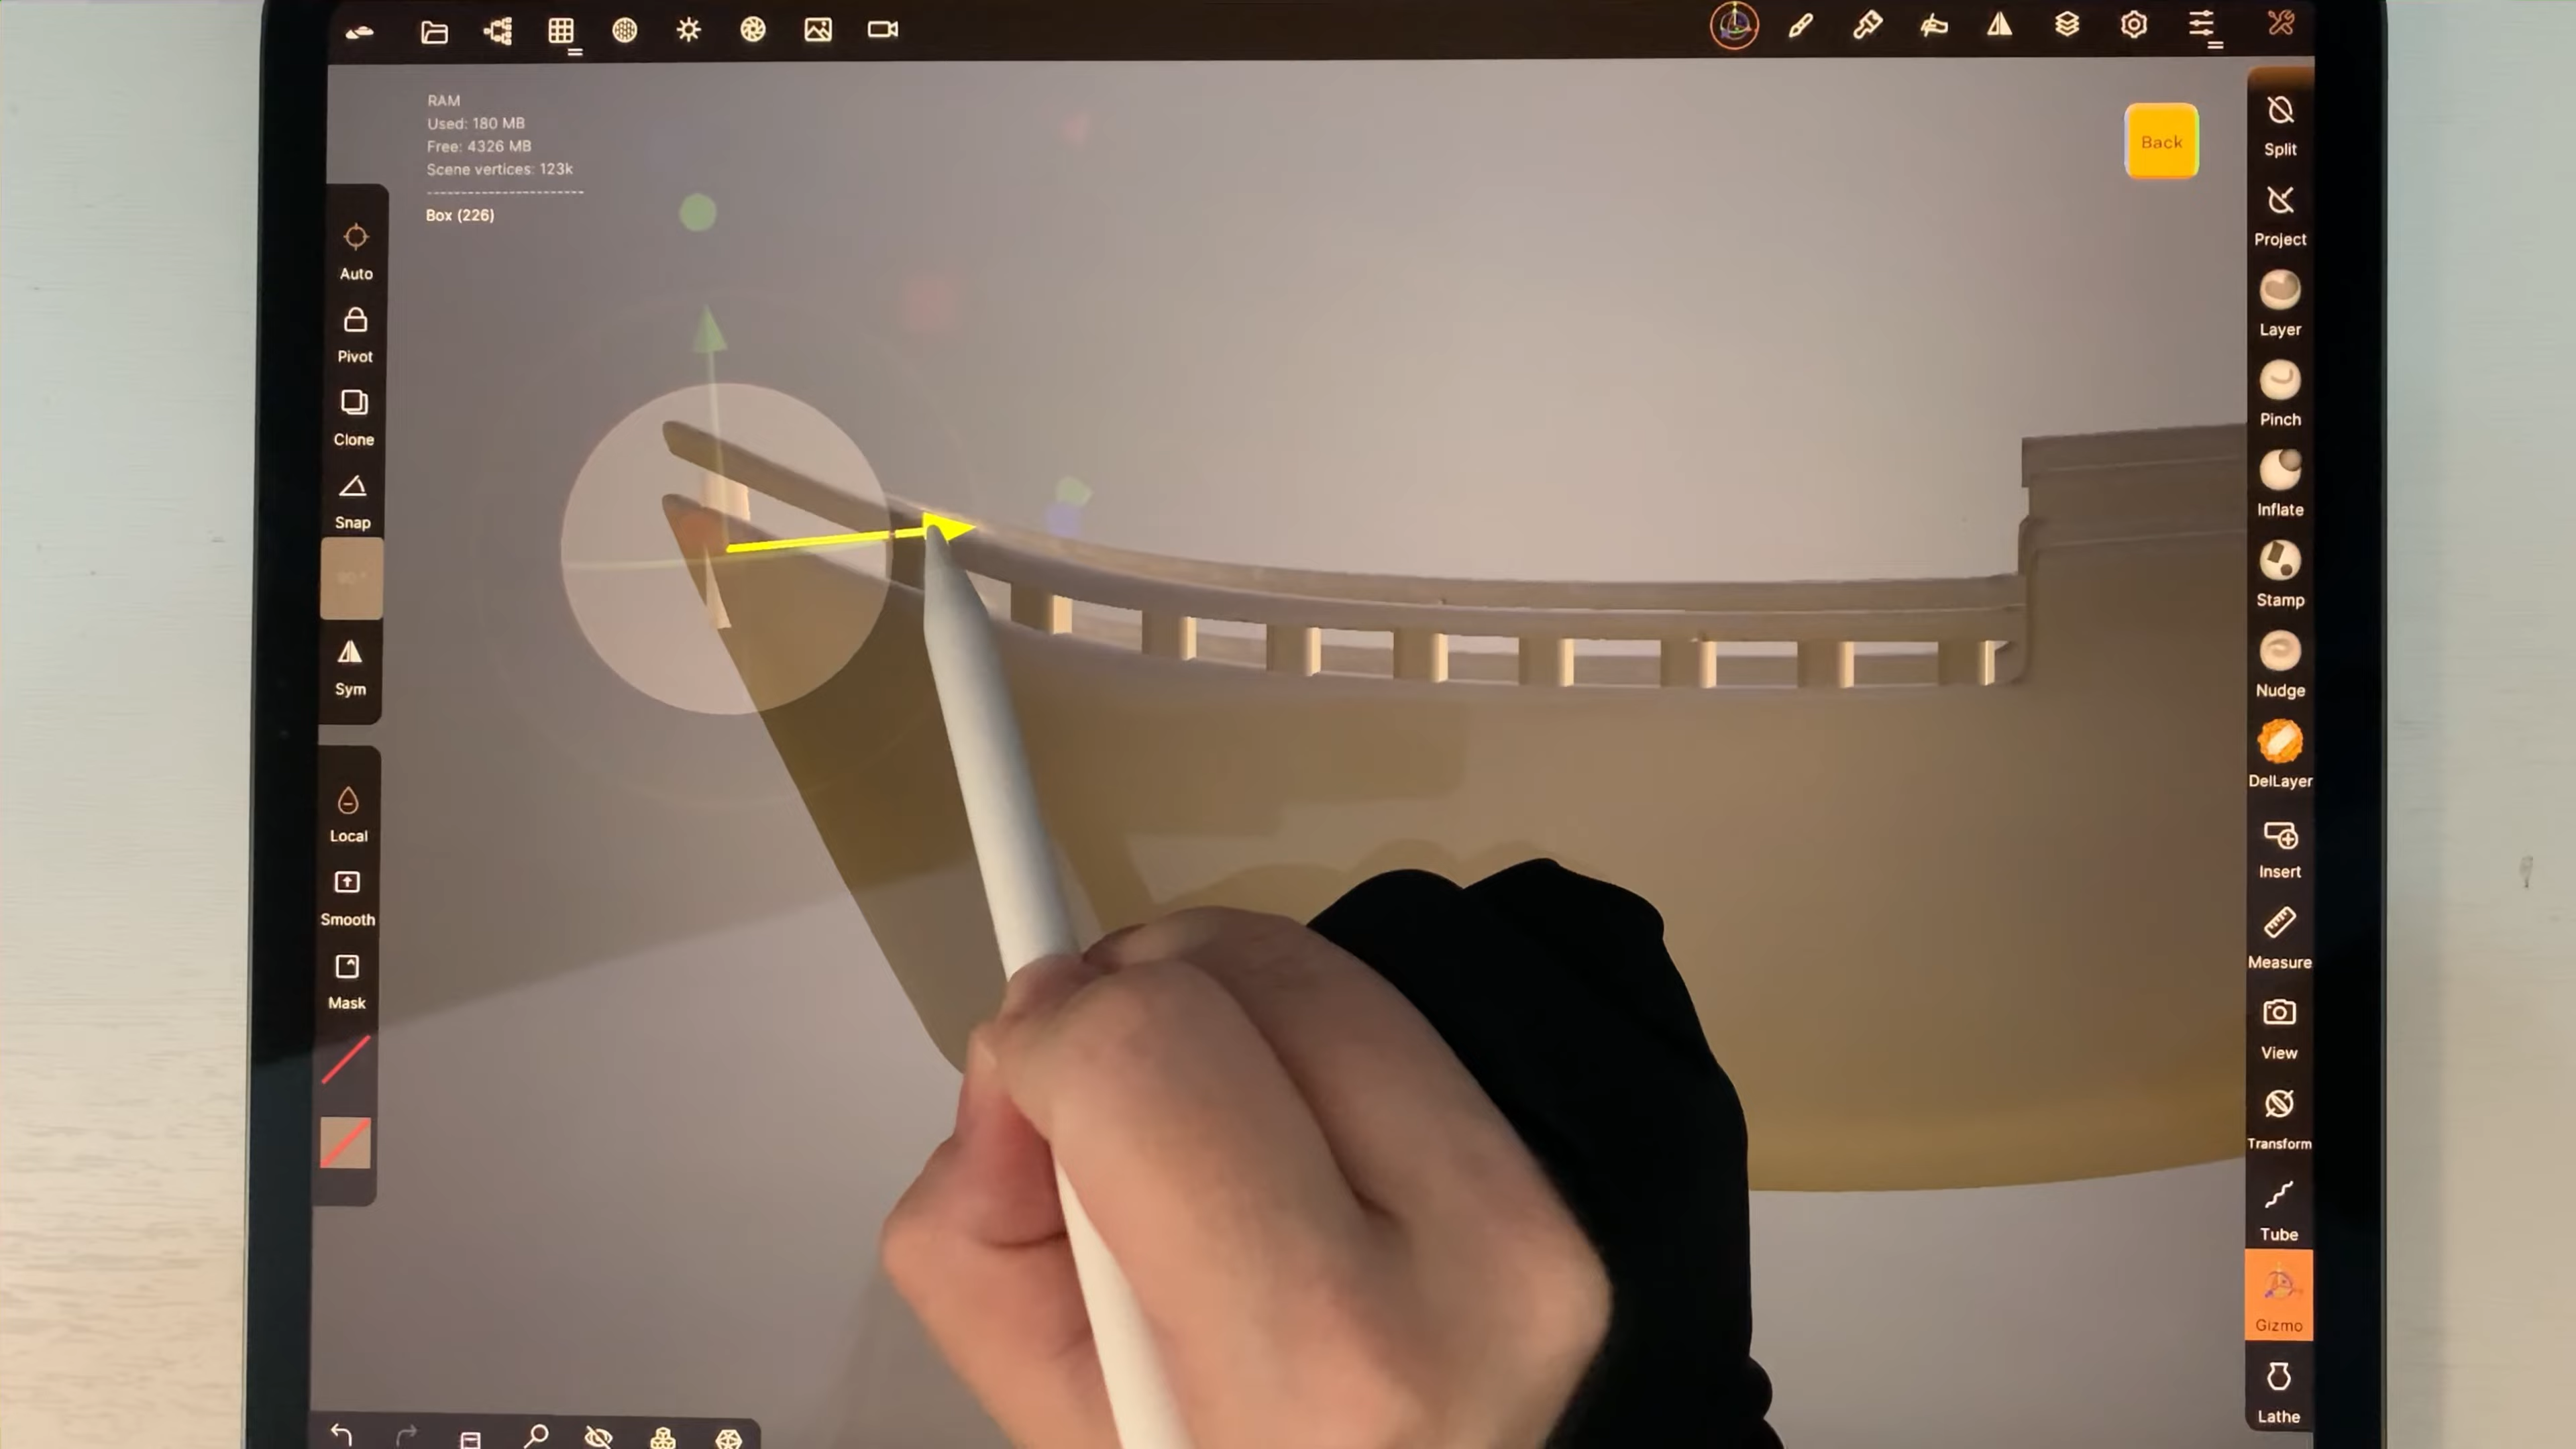 RAM
Used: 180 MB
Free: 4326 MB
Scene vertices: 123k
Box (226)
Back
Auto
Pivot
Clone
Snap
Sym
Local
Smooth
Mask
Split
Project
Layer
Pinch
Inflate
Stamp
Nudge
DelLayer
Insert
Measure
View
Transform
Tube
Gizmo
Lathe